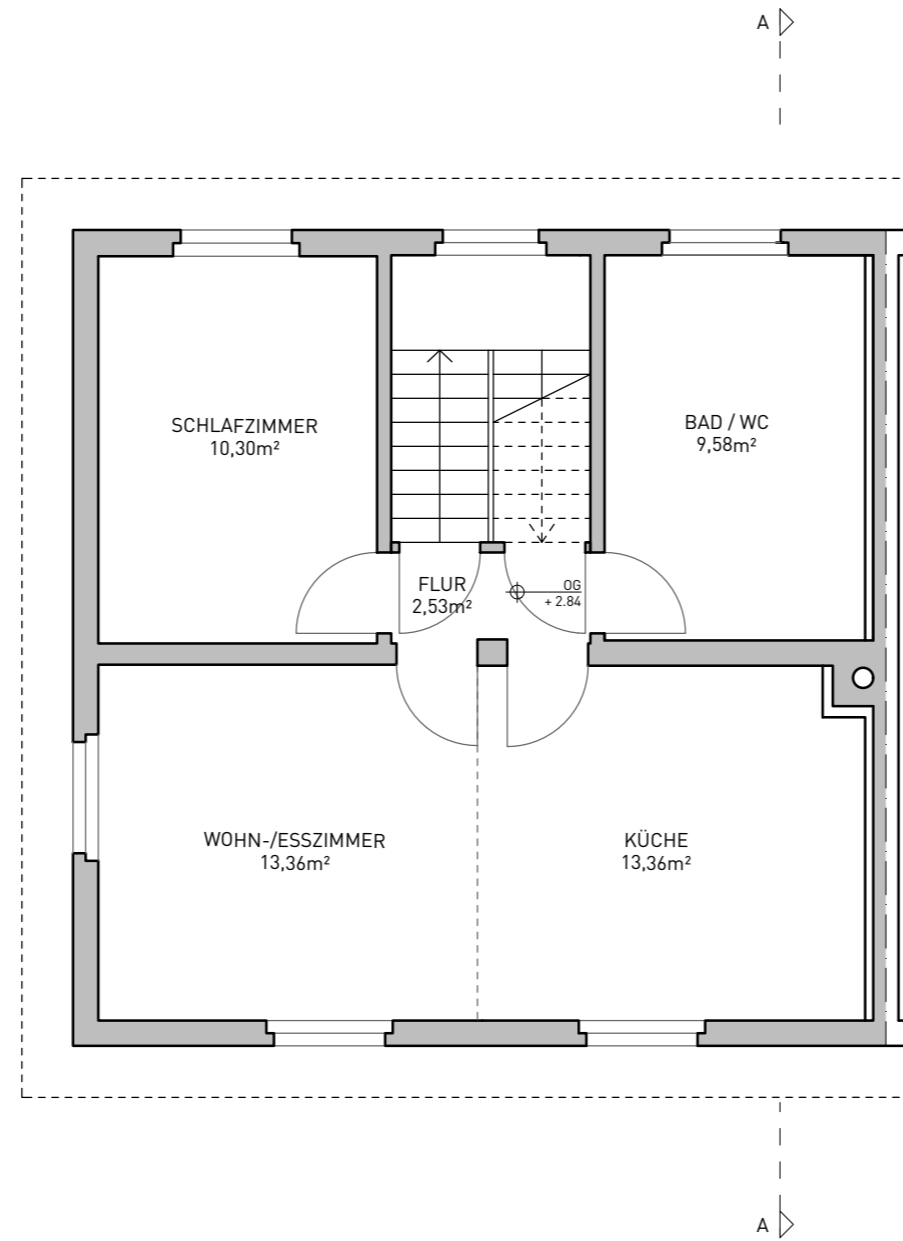 A
SCHLAFZIMMER
10,30m²
BAD / WC
9,58m²
FLUR
2,53m²
OG
+ 2.84
WOHN-/ESSZIMMER
13,36m²
KÜCHE
13,36m²
A